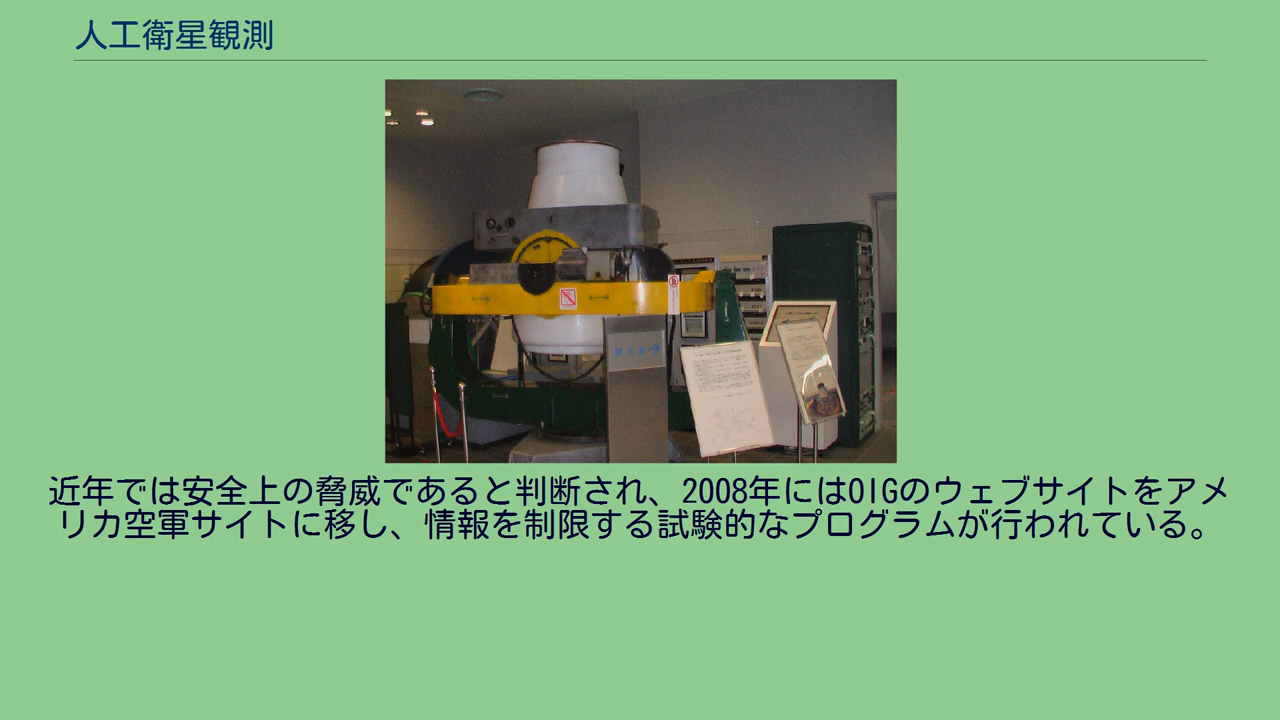 人工衛星観測
近年では安全上の脅威であると判断され、2008年にはOIGのウェブサイトをアメ
リカ空軍サイトに移し、情報を制限する試験的なプログラムが行われている。